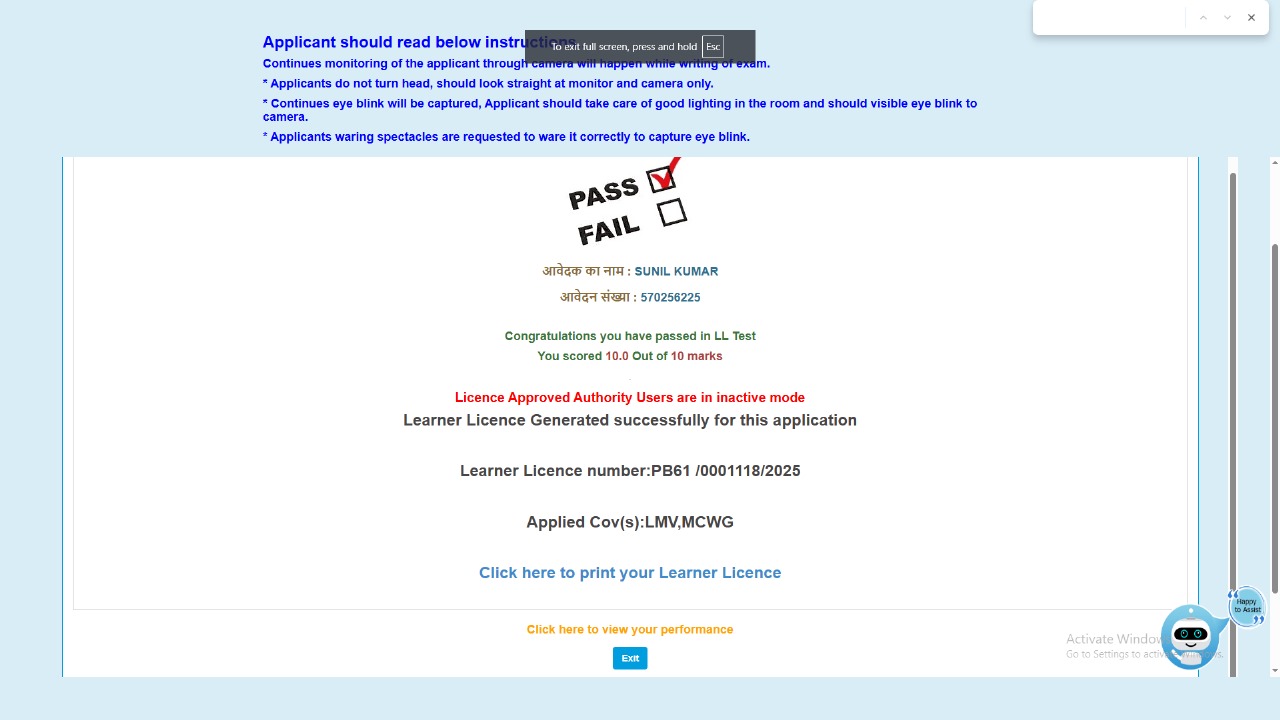 Applicant should read below instructions
To exit full screen, press and hold Esc
Continues monitoring of the applicant through camera will happen while writing of exam.
* Applicants do not turn head, should look straight at monitor and camera only.
* Continues eye blink will be captured, Applicant should take care of good lighting in the room and should visible eye blink to
camera.
* Applicants waring spectacles are requested to ware it correctly to capture eye blink.
PASS
FAIL
आवेदक का नाम : SUNIL KUMAR
आवेदन संख्या : 570256225
Congratulations you have passed in LL Test
You scored 10.0 Out of 10 marks
Licence Approved Authority Users are in inactive mode
Learner Licence Generated successfully for this application
Learner Licence number:PB61 /0001118/2025
Applied Cov(s):LMV,MCWG
Click here to print your Learner Licence
Happy
to Assist
Click here to view your performance
Activate Windows
Go to Settings to activate Windows.
Exit